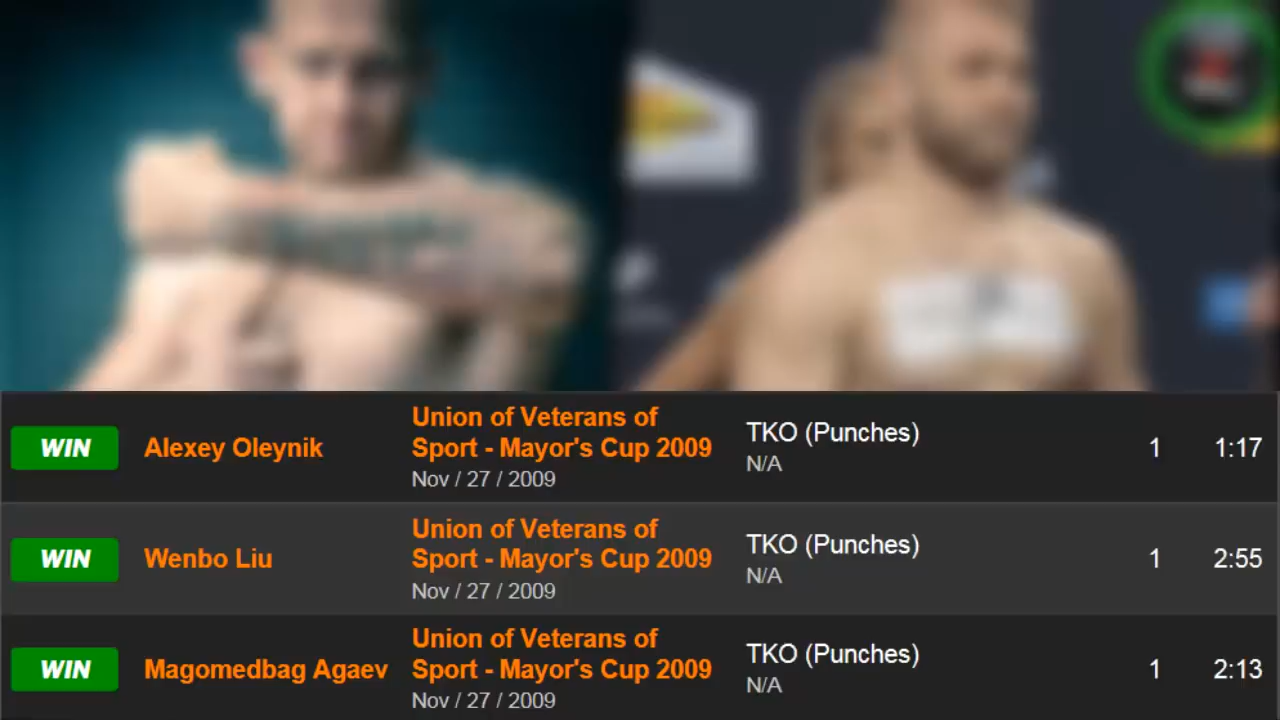 WIN
Alexey Oleynik
Union of Veterans of
Sport - Mayor's Cup 2009
Nov / 27 / 2009
TKO (Punches)
N/A
1
1:17
WIN
Wenbo Liu
Union of Veterans of
Sport - Mayor's Cup 2009
Nov / 27 / 2009
TKO (Punches)
N/A
1
2:55
WIN
Magomedbag Agaev
Union of Veterans of
Sport - Mayor's Cup 2009
Nov / 27 / 2009
TKO (Punches)
N/A
1
2:13